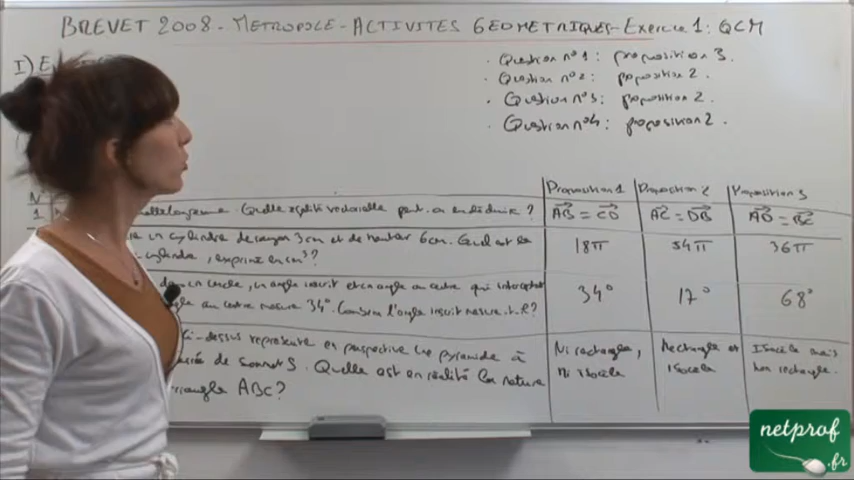 BREVET 2008 - METROPOLE - ACTIVITES GEOMETRIQUES - Exercice 1 : QCM
I) E
. Question n° 1 : proposition 3.
. Question n° 2 : proposition 2.
. Question n° 3 : proposition 2.
. Question n° 4 : proposition 2.
N° Proposition 1 Proposition 2 Proposition 3
1 Quelle égalité vectorielle peut-on en déduire ? AB = CD AC = DB AD = BC
un cylindre de rayon 3 cm et de hauteur 6 cm. Quel est le 18π 54π 36π
cylindre, exprimé en cm³ ?
un cercle, un angle inscrit et un angle au centre qui interceptent 34° 17° 68°
au centre mesure 34°. Combien l'angle inscrit mesure-t-il ?
ci-dessus représente en perspective une pyramide à Ni rectangle, Rectangle et Isocèle mais
de sommet S. Quelle est en réalité la nature ni isocèle isocèle non rectangle.
triangle ABC ?
netprof
.fr